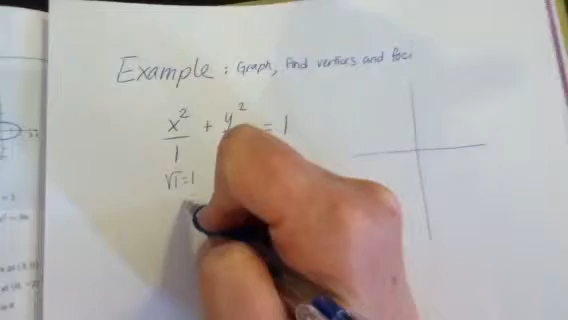 Example: Graph, find vertices and foci
x² + y² = 1
1
√1 = 1